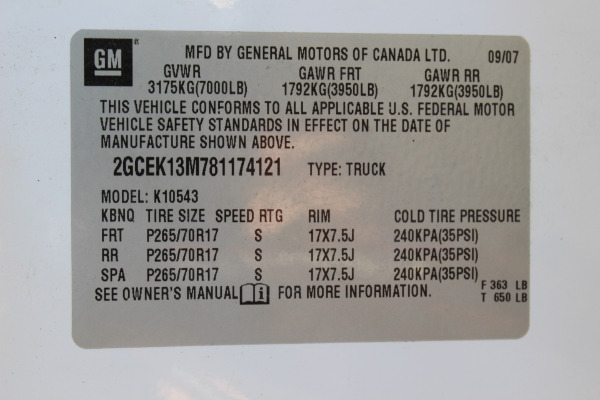 GM
MFD BY GENERAL MOTORS OF CANADA LTD. 09/07
GVWR GAWR FRT GAWR RR
3175KG(7000LB) 1792KG(3950LB) 1792KG(3950LB)
THIS VEHICLE CONFORMS TO ALL APPLICABLE U.S. FEDERAL MOTOR
VEHICLE SAFETY STANDARDS IN EFFECT ON THE DATE OF
MANUFACTURE SHOWN ABOVE.
2GCEK13M781174121 TYPE: TRUCK
MODEL: K10543
KBNQ TIRE SIZE SPEED RTG RIM COLD TIRE PRESSURE
FRT P265/70R17 S 17X7.5J 240KPA(35PSI)
RR P265/70R17 S 17X7.5J 240KPA(35PSI)
SPA P265/70R17 S 17X7.5J 240KPA(35PSI)
SEE OWNER'S MANUAL i FOR MORE INFORMATION.
F 363 LB
T 650 LB